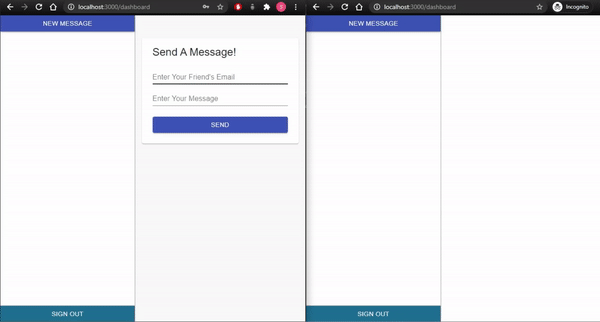 localhost:3000/dashboard
NEW MESSAGE
Send A Message!
Enter Your Friend's Email
Enter Your Message
SEND
SIGN OUT
localhost:3000/dashboard
Incognito
NEW MESSAGE
SIGN OUT